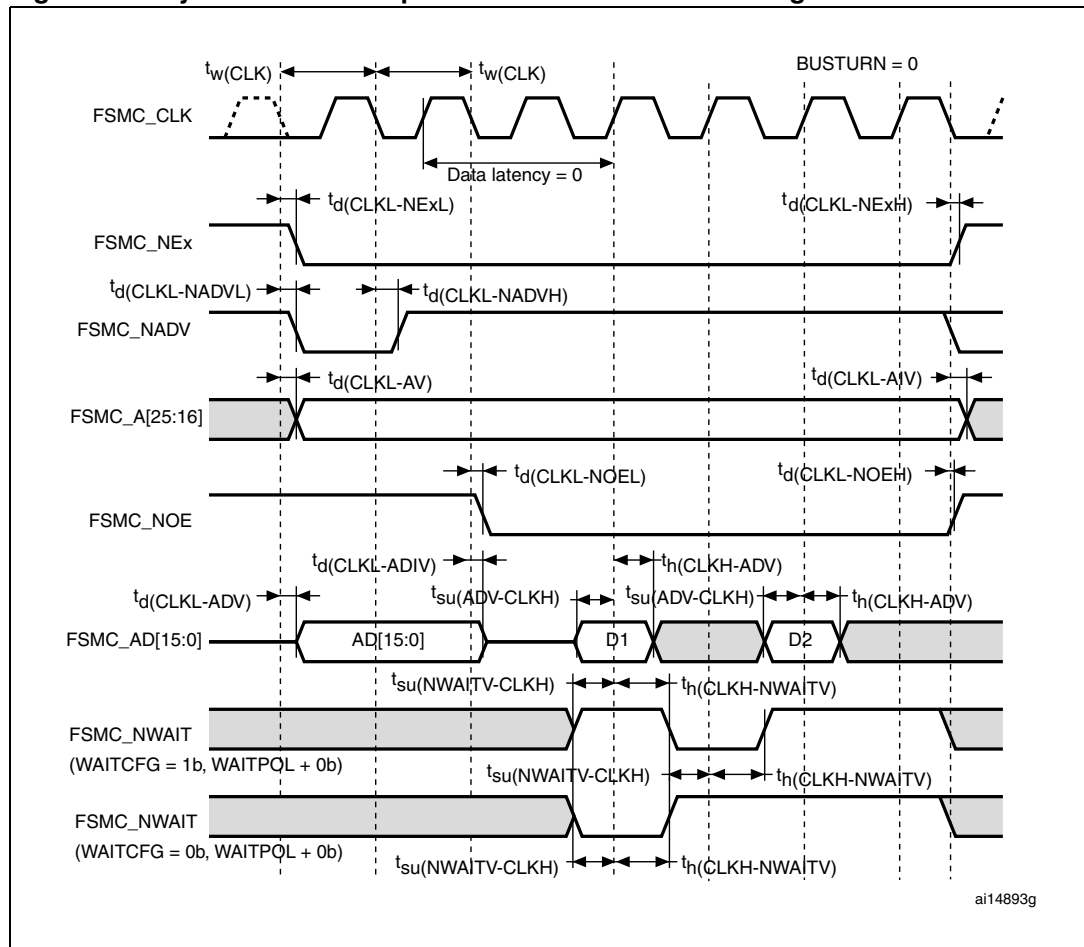 BUSTURN = 0
tw(CLK)
tw(CLK)
FSMC_CLK
Data latency = 0
td(CLKL-NExL)
td(CLKL-NExH)
FSMC_NEx
td(CLKL-NADVL)
td(CLKL-NADVH)
FSMC_NADV
td(CLKL-AV)
td(CLKL-AIV)
FSMC_A[25:16]
td(CLKL-NOEL)
td(CLKL-NOEH)
FSMC_NOE
td(CLKL-ADIV)
th(CLKH-ADV)
td(CLKL-ADV)
tsu(ADV-CLKH)
tsu(ADV-CLKH)
th(CLKH-ADV)
FSMC_AD[15:0]
AD[15:0]
D1
D2
tsu(NWAITV-CLKH)
th(CLKH-NWAITV)
FSMC_NWAIT
(WAITCFG = 1b, WAITPOL + 0b)
tsu(NWAITV-CLKH)
th(CLKH-NWAITV)
FSMC_NWAIT
(WAITCFG = 0b, WAITPOL + 0b)
tsu(NWAITV-CLKH)
th(CLKH-NWAITV)
ai14893g